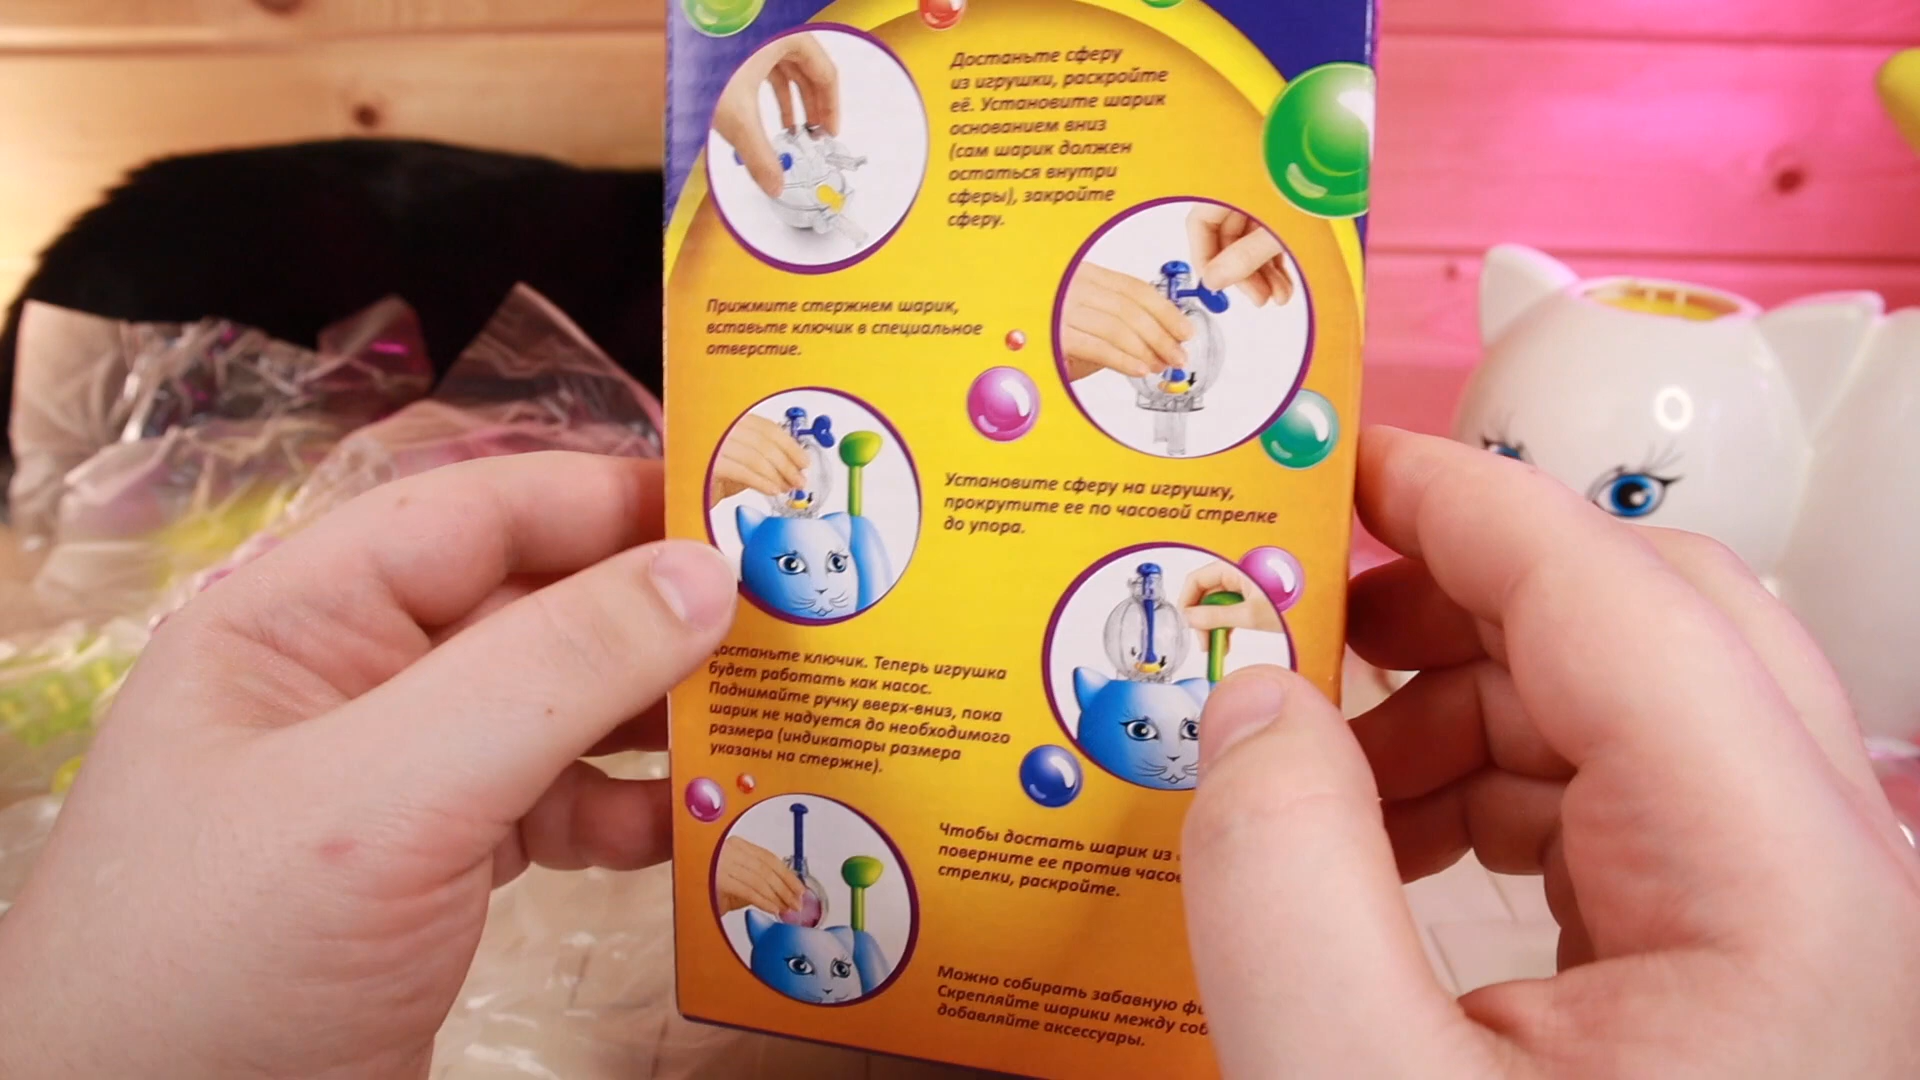 Достаньте сферу
из игрушки, раскройте
её. Установите шарик
основанием вниз
(сам шарик должен
остаться внутри
сферы), закройте
сферу.
Прижмите стержнем шарик,
вставьте ключик в специальное
отверстие.
Установите сферу на игрушку,
прокрутите ее по часовой стрелке
до упора.
ключик. Теперь игрушка
будет работать как насос.
Поднимайте ручку вверх-вниз, пока
шарик не надуется до необходимого
размера (индикаторы размера
указаны на стержне).
Чтобы достать шарик из
поверните ее против
стрелки, раскройте.
Можно собирать забавную
Скрепляйте шарики между
добавляйте аксессуары.